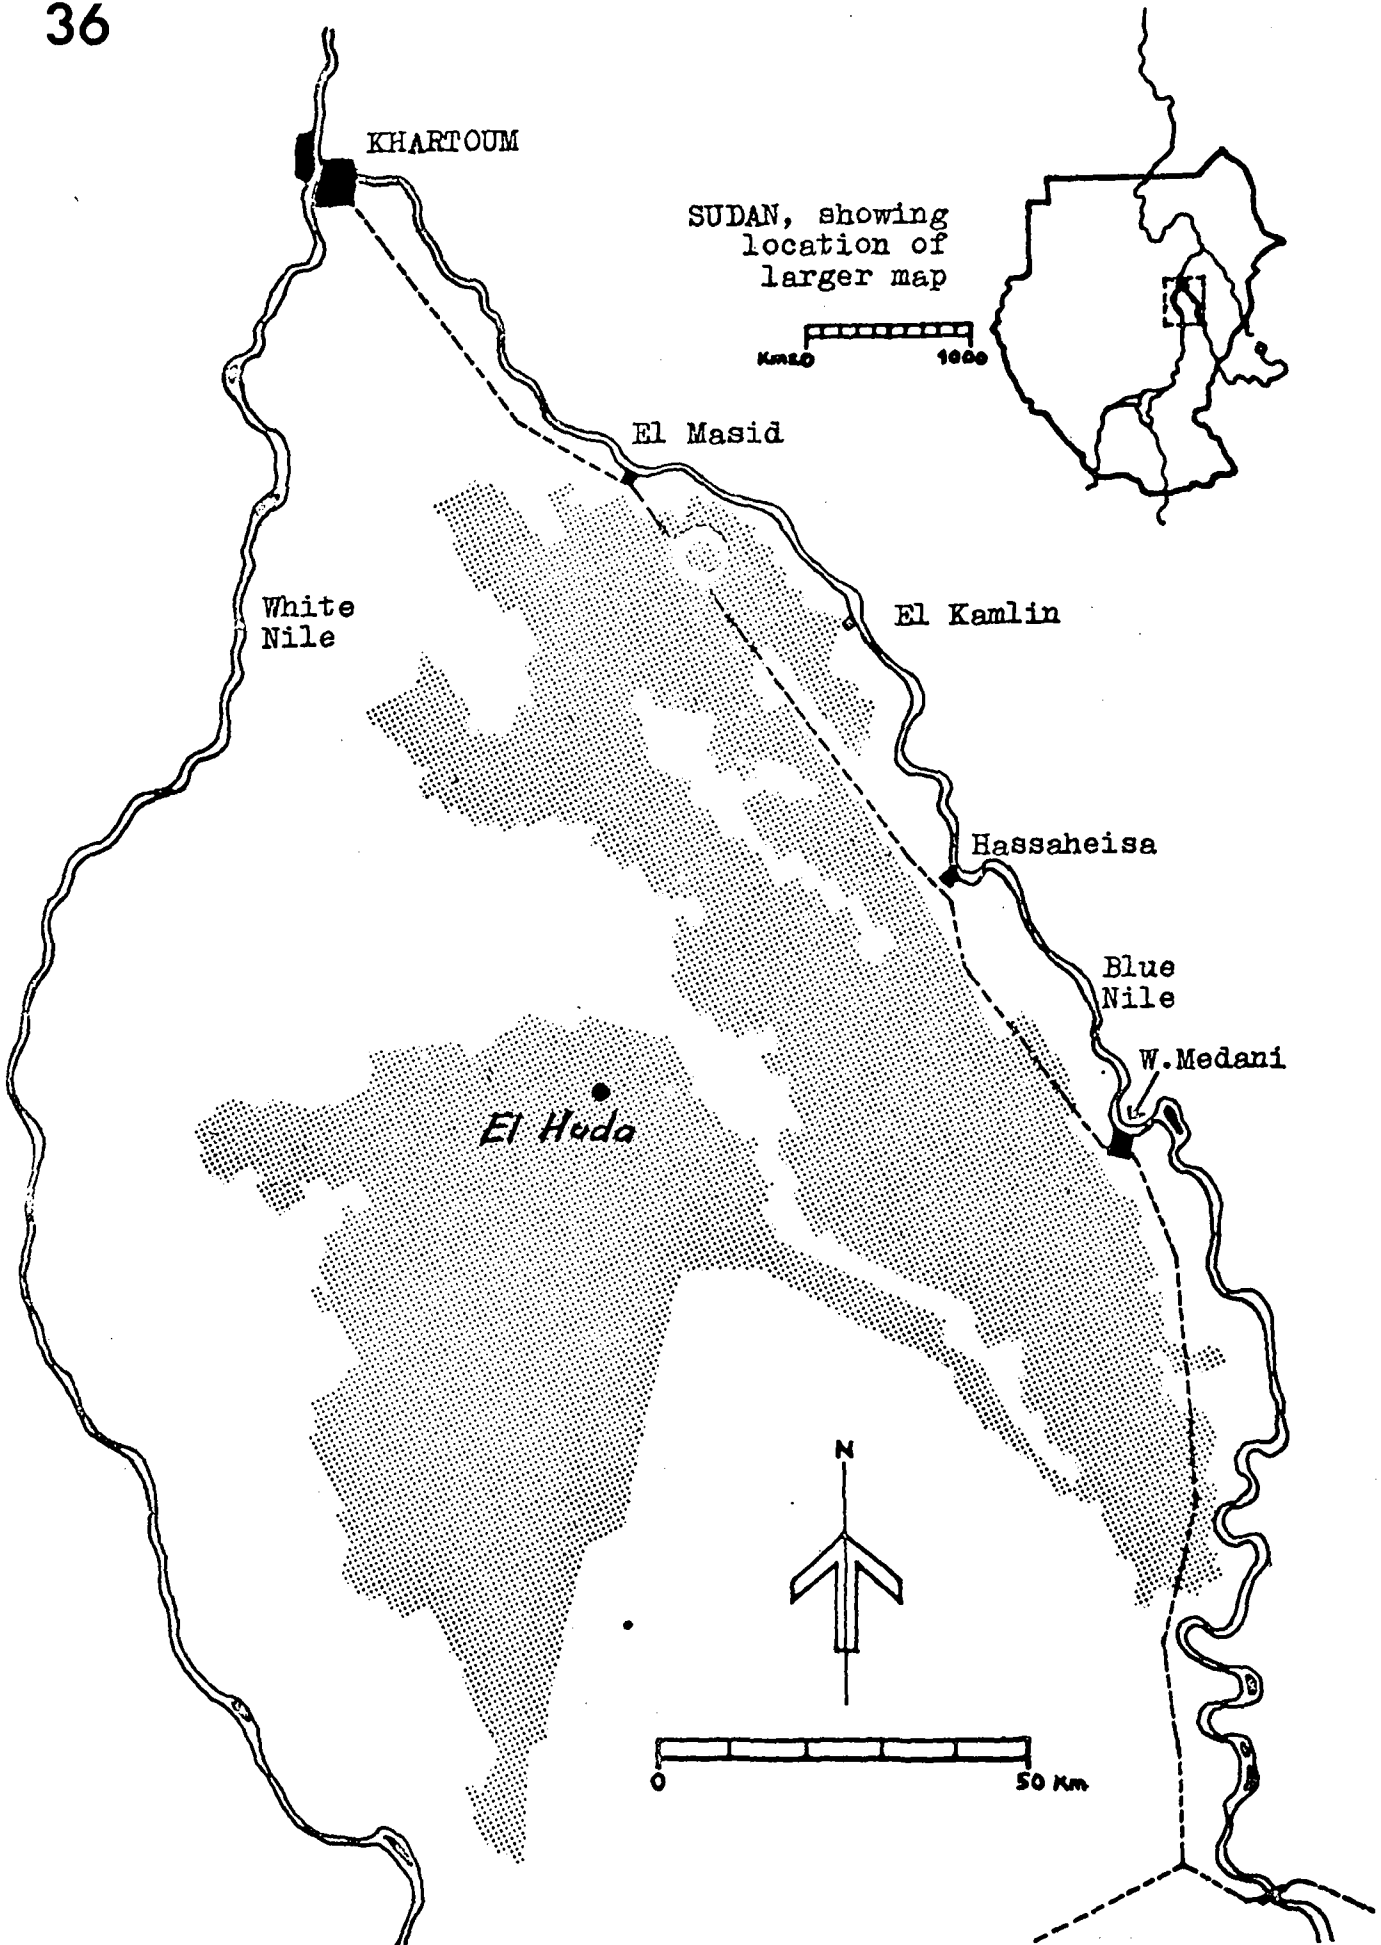 36
KHARTOUM
SUDAN, showing
location of
larger map
Kms0 1000
El Masid
White
Nile
El Kamlin
Hassaheisa
Blue
Nile
W.Medani
El Huda
N
0 50 Km